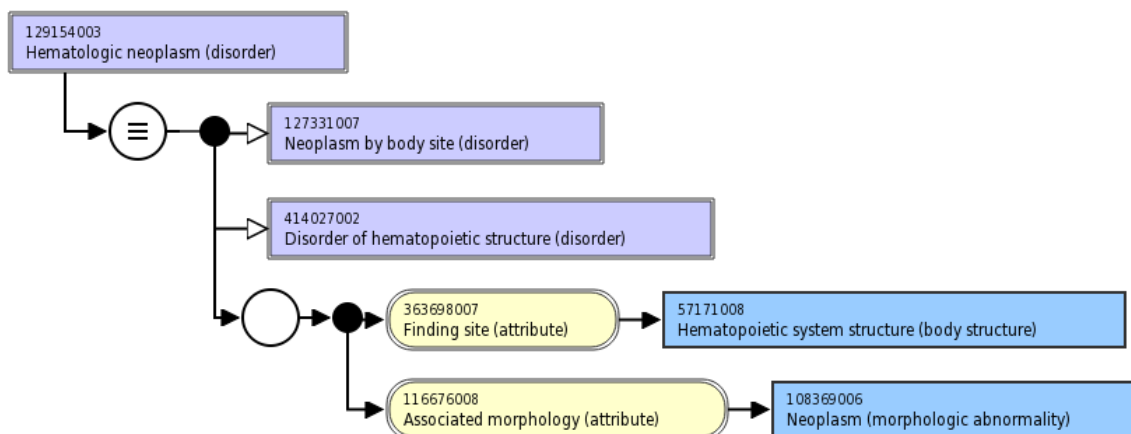 129154003
Hematologic neoplasm (disorder)
127331007
Neoplasm by body site (disorder)
414027002
Disorder of hematopoietic structure (disorder)
363698007
Finding site (attribute)
57171008
Hematopoietic system structure (body structure)
116676008
Associated morphology (attribute)
108369006
Neoplasm (morphologic abnormality)